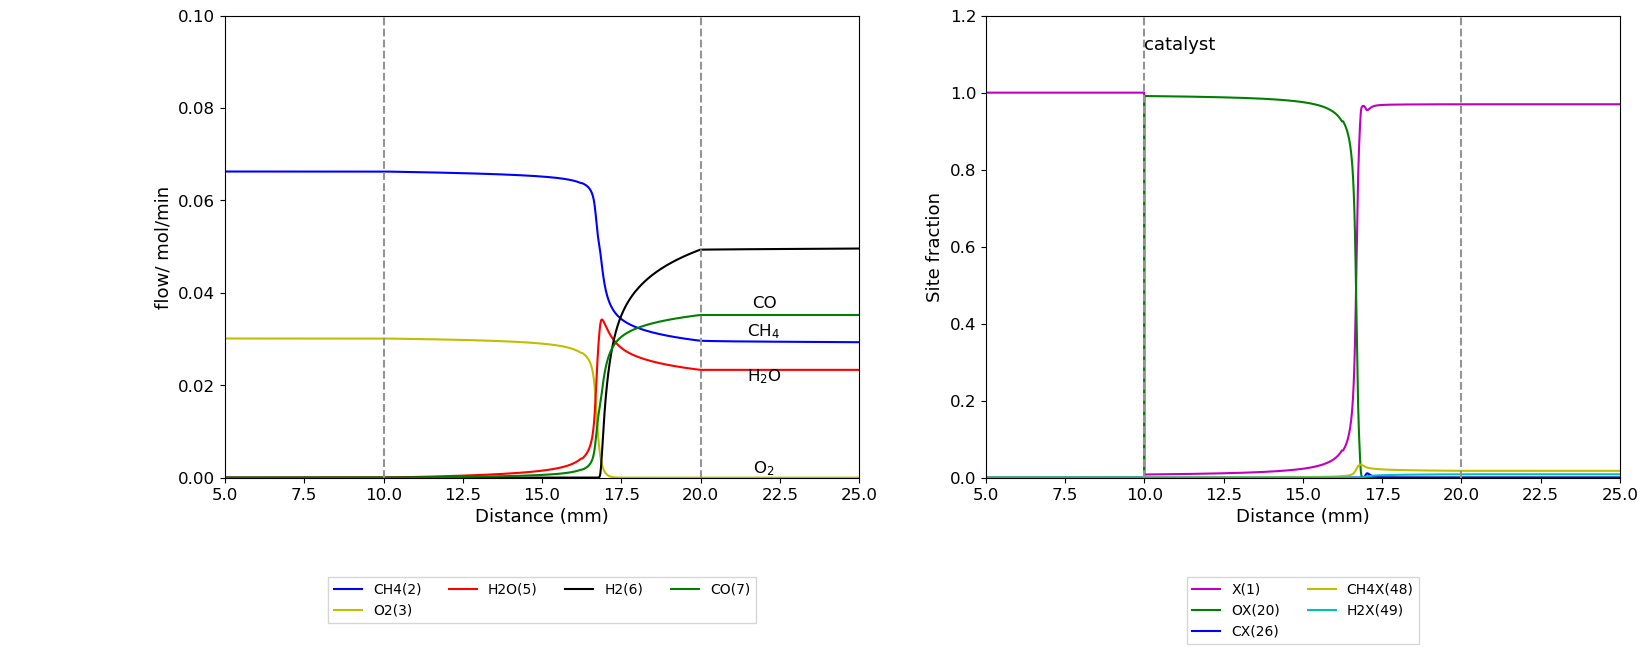 0.10
0.08
0.06
0.04
0.02
0.00
flow/ mol/min
CO
CH₄
H₂O
O₂
5.0 7.5 10.0 12.5 15.0 17.5 20.0 22.5 25.0
Distance (mm)
CH4(2) H2O(5) H2(6) CO(7)
O2(3)
1.2
1.0
0.8
0.6
0.4
0.2
0.0
Site fraction
catalyst
5.0 7.5 10.0 12.5 15.0 17.5 20.0 22.5 25.0
Distance (mm)
X(1) CH4X(48)
OX(20) H2X(49)
CX(26)